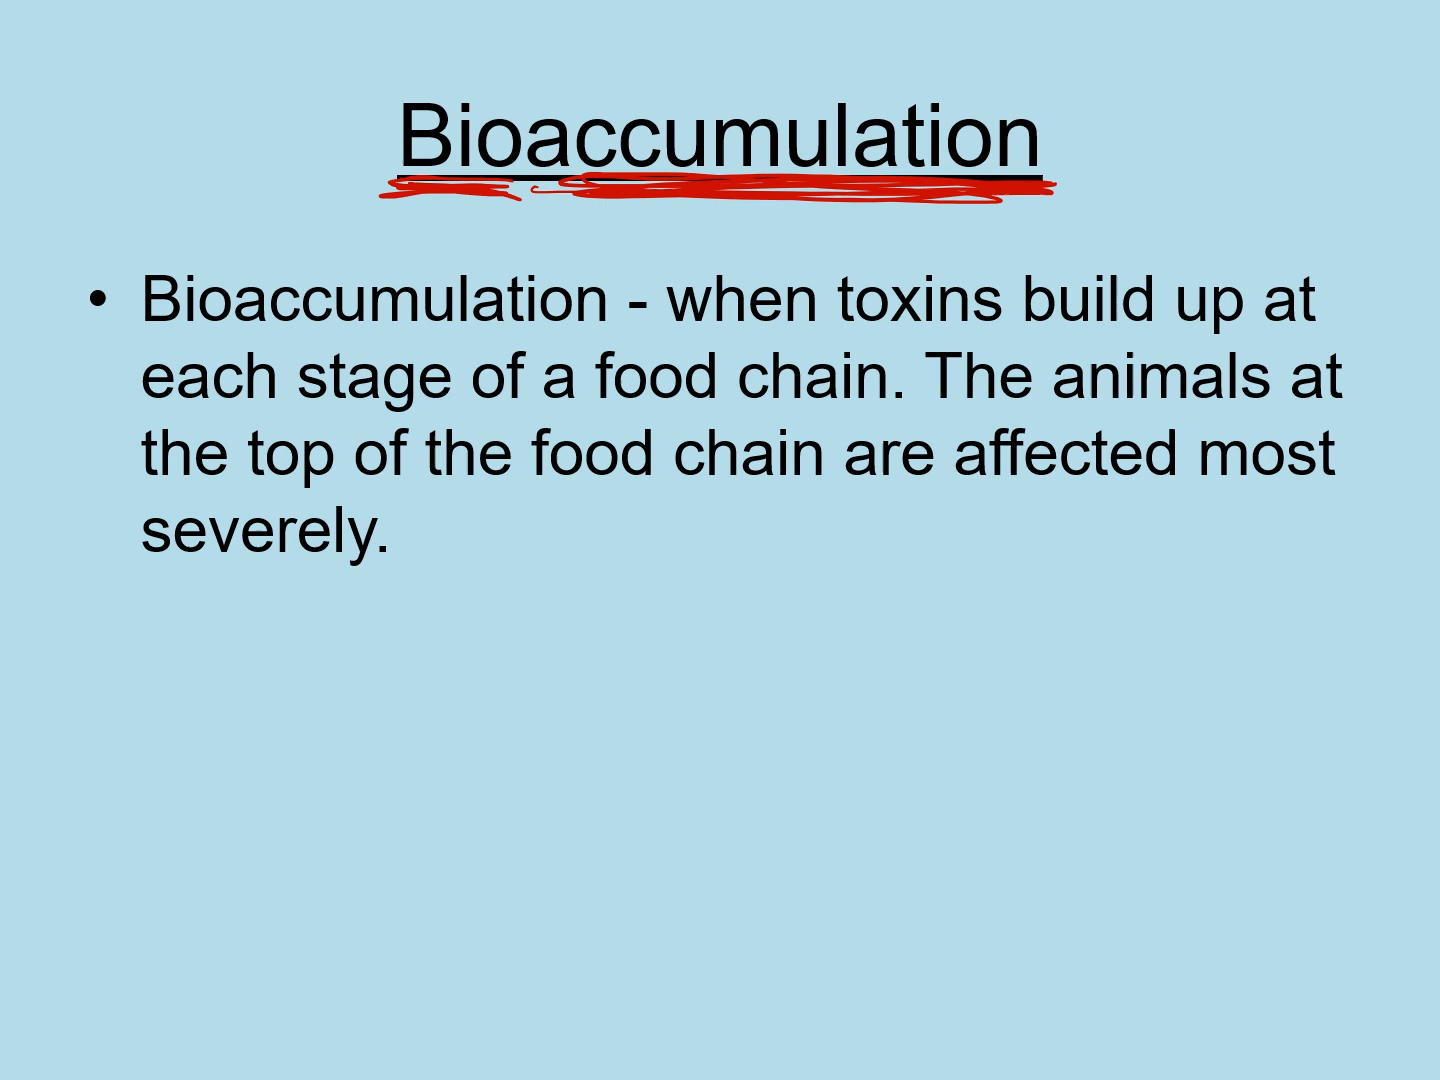 Bioaccumulation
• Bioaccumulation - when toxins build up at
each stage of a food chain. The animals at
the top of the food chain are affected most
severely.